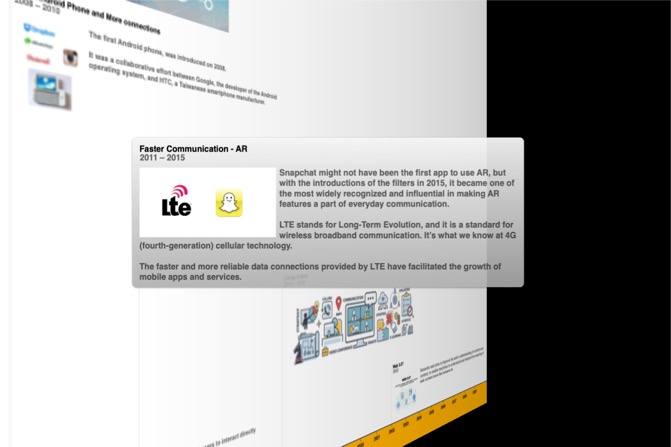 2008 – 2010
Android Phone and More connections
The first Android phone, was introduced on 2008.
It was a collaborative effort between Google, the developer of the Android
operating system, and HTC, a Taiwanese smartphone manufacturer.
Dropbox
Pinterest
Faster Communication - AR
2011 – 2015
Lte
Snapchat might not have been the first app to use AR, but
with the introductions of the filters in 2015, it became one of
the most widely recognized and influential in making AR
features a part of everyday communication.
LTE stands for Long-Term Evolution, and it is a standard for
wireless broadband communication. It's what we know at 4G
(fourth-generation) cellular technology.
The faster and more reliable data connections provided by LTE have facilitated the growth of
mobile apps and services.
to interact directly